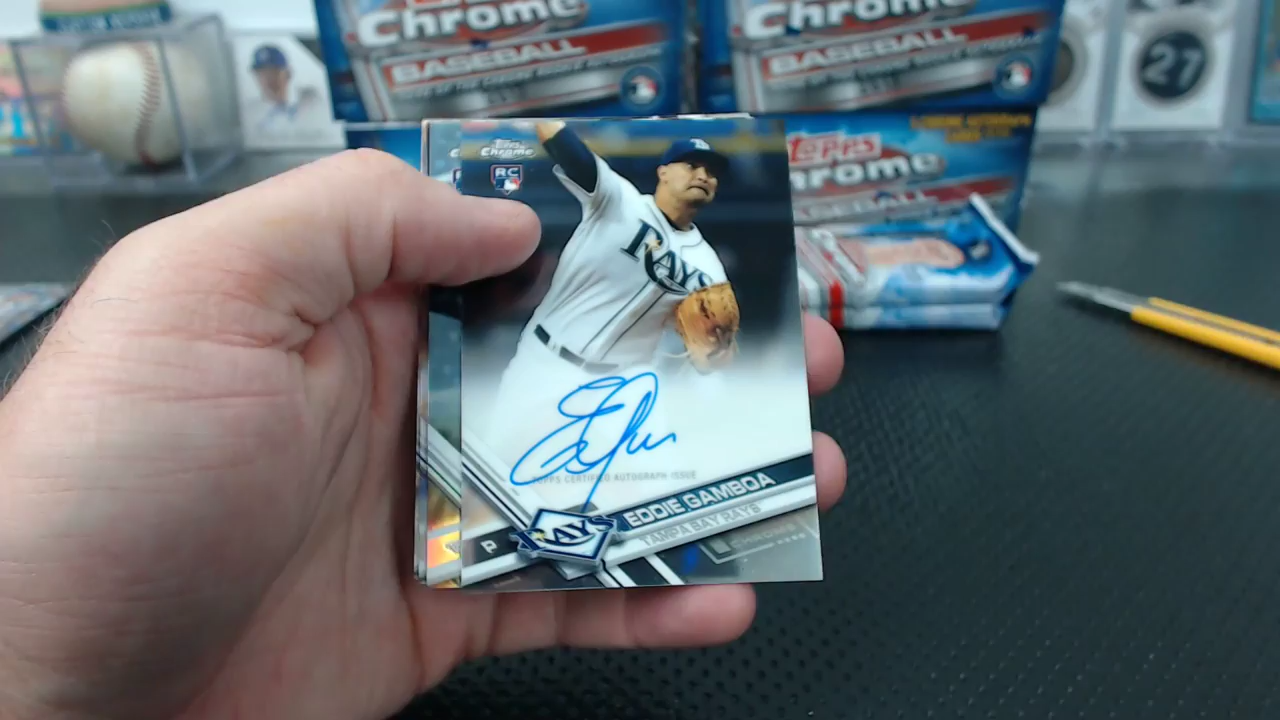 Chrome
BASEBALL
Chrome
BASEBALL
27
Topps
Chrome
BASEBALL
Topps
Chrome
RC
RAYS
TOPPS CERTIFIED AUTOGRAPH ISSUE
EDDIE GAMBOA
TAMPA BAY RAYS
P
RAYS